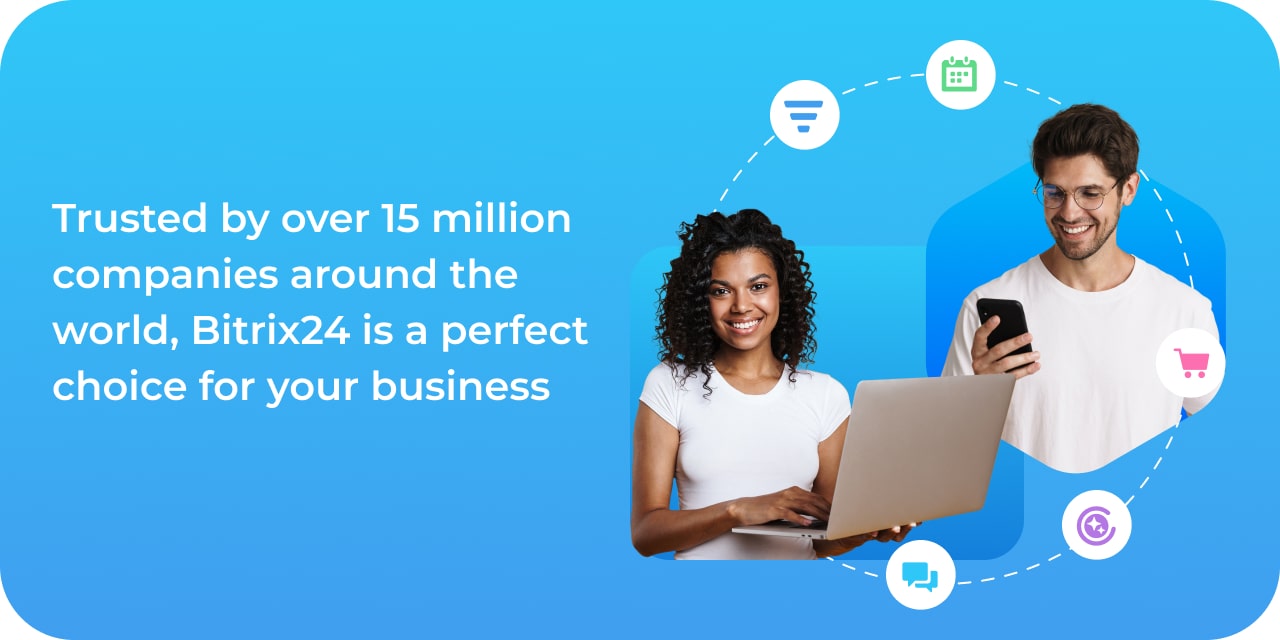 Trusted by over 15 million
companies around the
world, Bitrix24 is a perfect
choice for your business